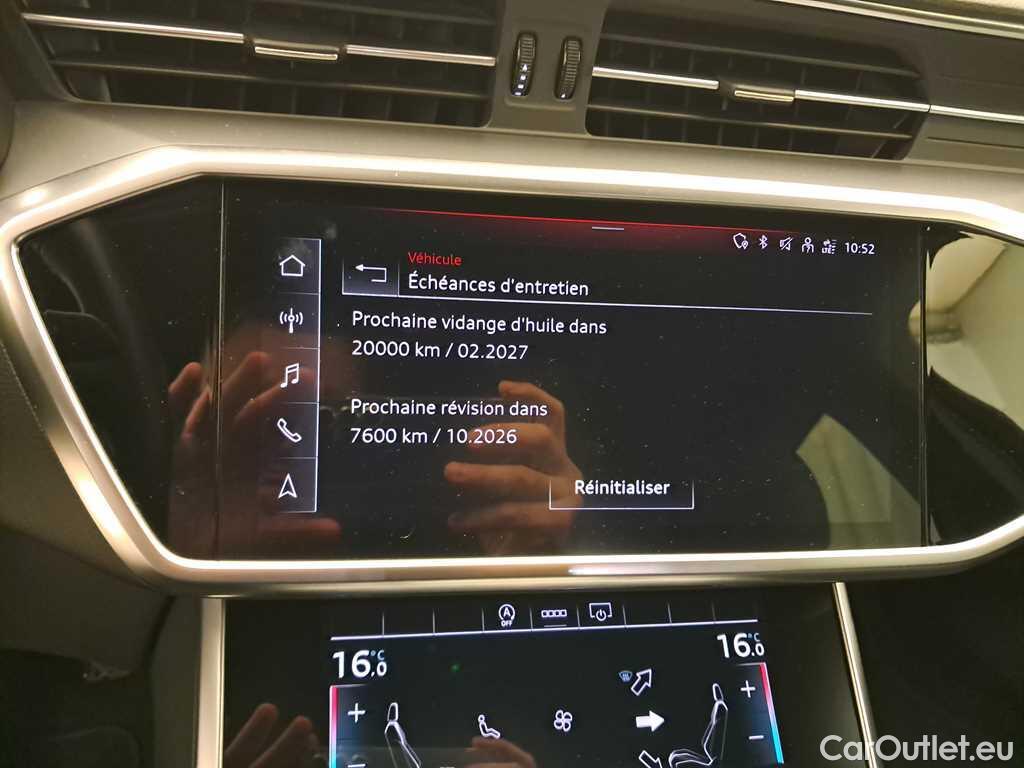 10:52
Véhicule
Échéances d'entretien
Prochaine vidange d'huile dans
20000 km / 02.2027
Prochaine révision dans
7600 km / 10.2026
Réinitialiser
A
OFF
16.0 °C
16.0 °C
CarOutlet.eu